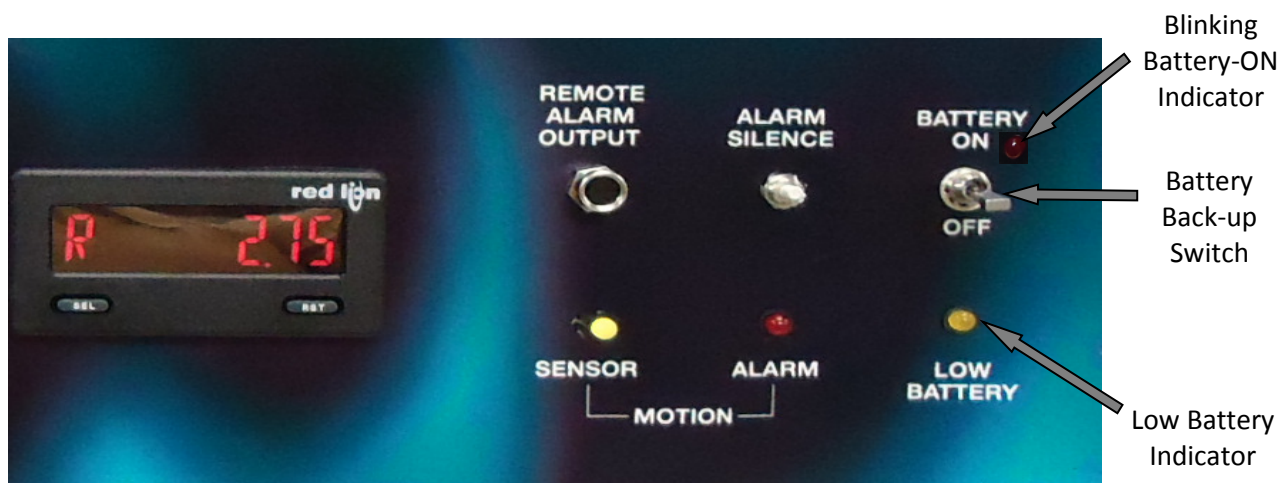 Blinking
Battery-ON
Indicator
REMOTE
ALARM
OUTPUT
ALARM
SILENCE
BATTERY
ON
red lion
R 2.75
SEL
RST
OFF
Battery
Back-up
Switch
SENSOR
ALARM
MOTION
LOW
BATTERY
Low Battery
Indicator